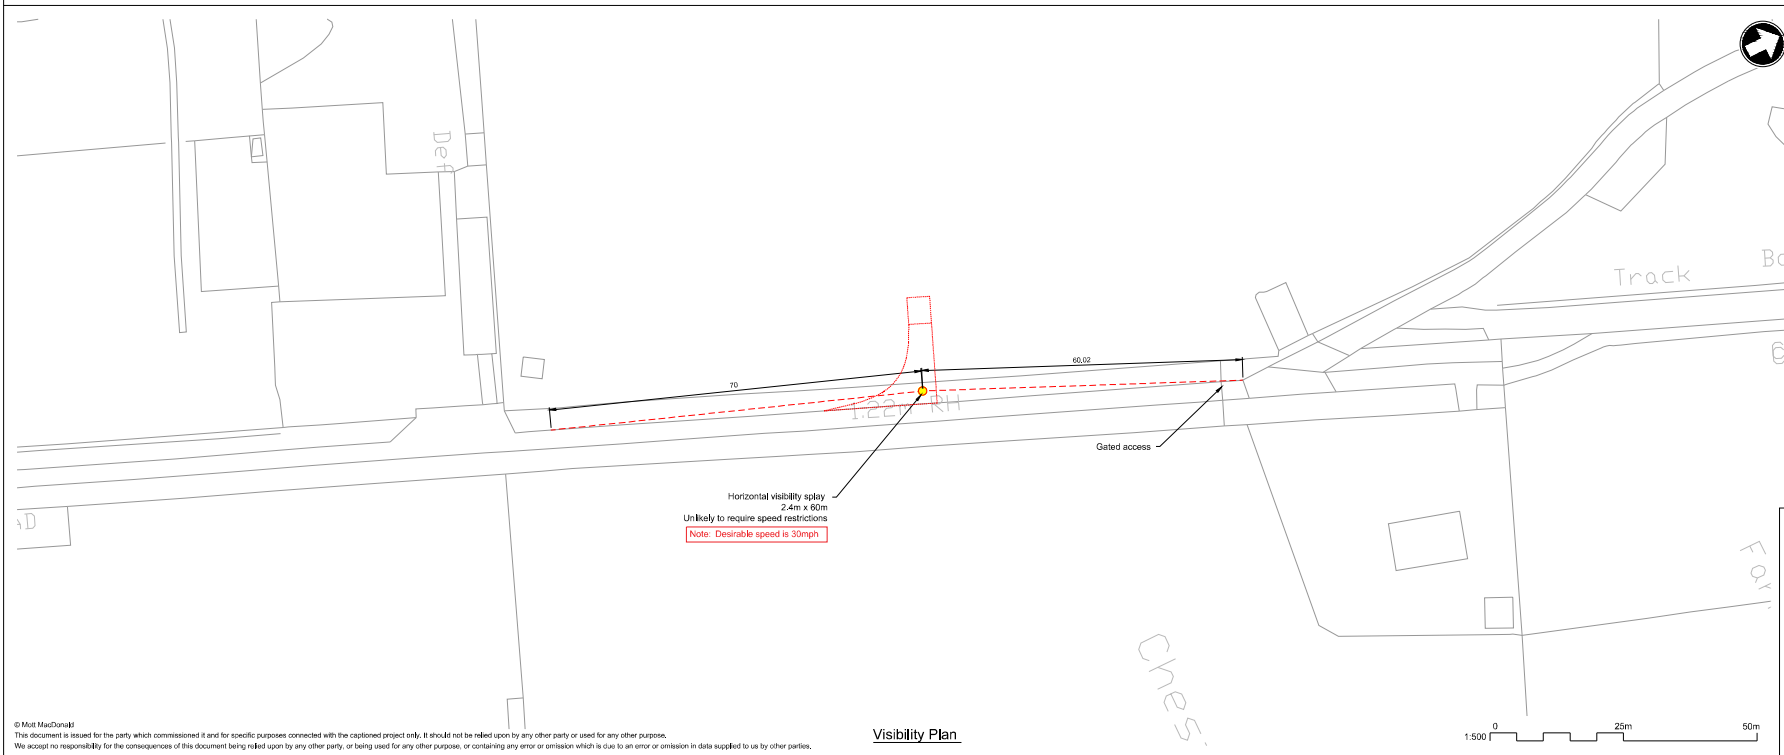 Def
Track
70
60.02
1.22m RH
Gated access
Horizontal visibility splay
2.4m x 60m
Unlikely to require speed restrictions
Note: Desirable speed is 30mph
Ches
© Mott MacDonald
This document is issued for the party which commissioned it and for specific purposes connected with the captioned project only. It should not be relied upon by any other party or used for any other purpose.
We accept no responsibility for the consequences of this document being relied upon by any other party, or being used for any other purpose, or containing any error or omission which is due to an error or omission in data supplied to us by other parties.
Visibility Plan
0 25m 50m
1:500